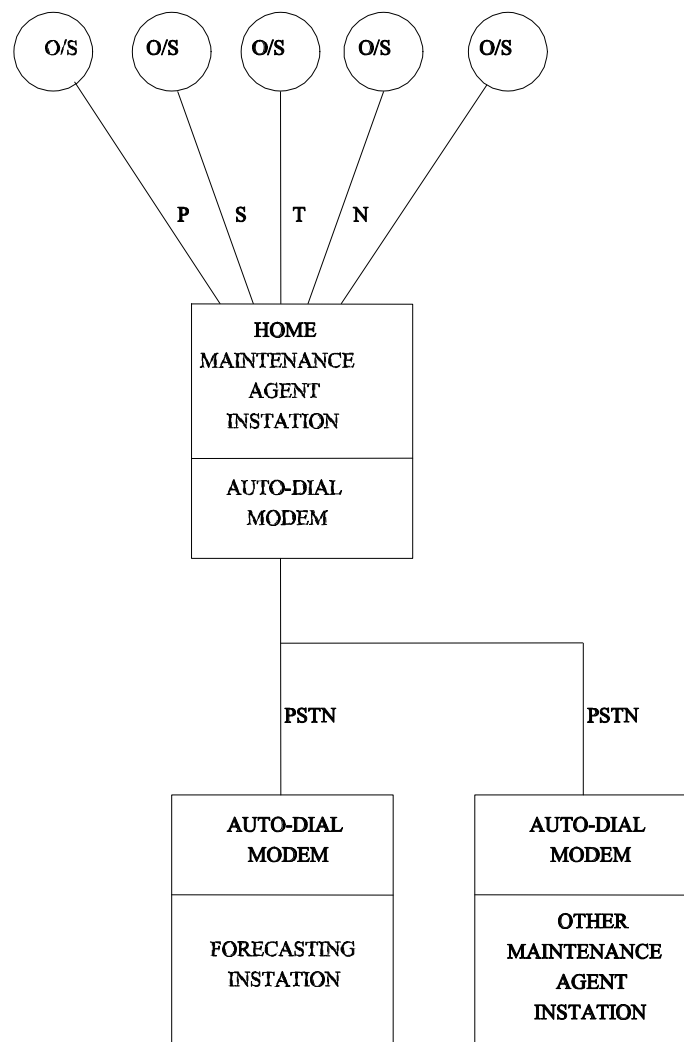 O/S O/S O/S O/S O/S
P S T N
HOME
MAINTENANCE
AGENT
INSTATION
AUTO-DIAL
MODEM
PSTN PSTN
AUTO-DIAL
MODEM
FORECASTING
INSTATION
AUTO-DIAL
MODEM
OTHER
MAINTENANCE
AGENT
INSTATION